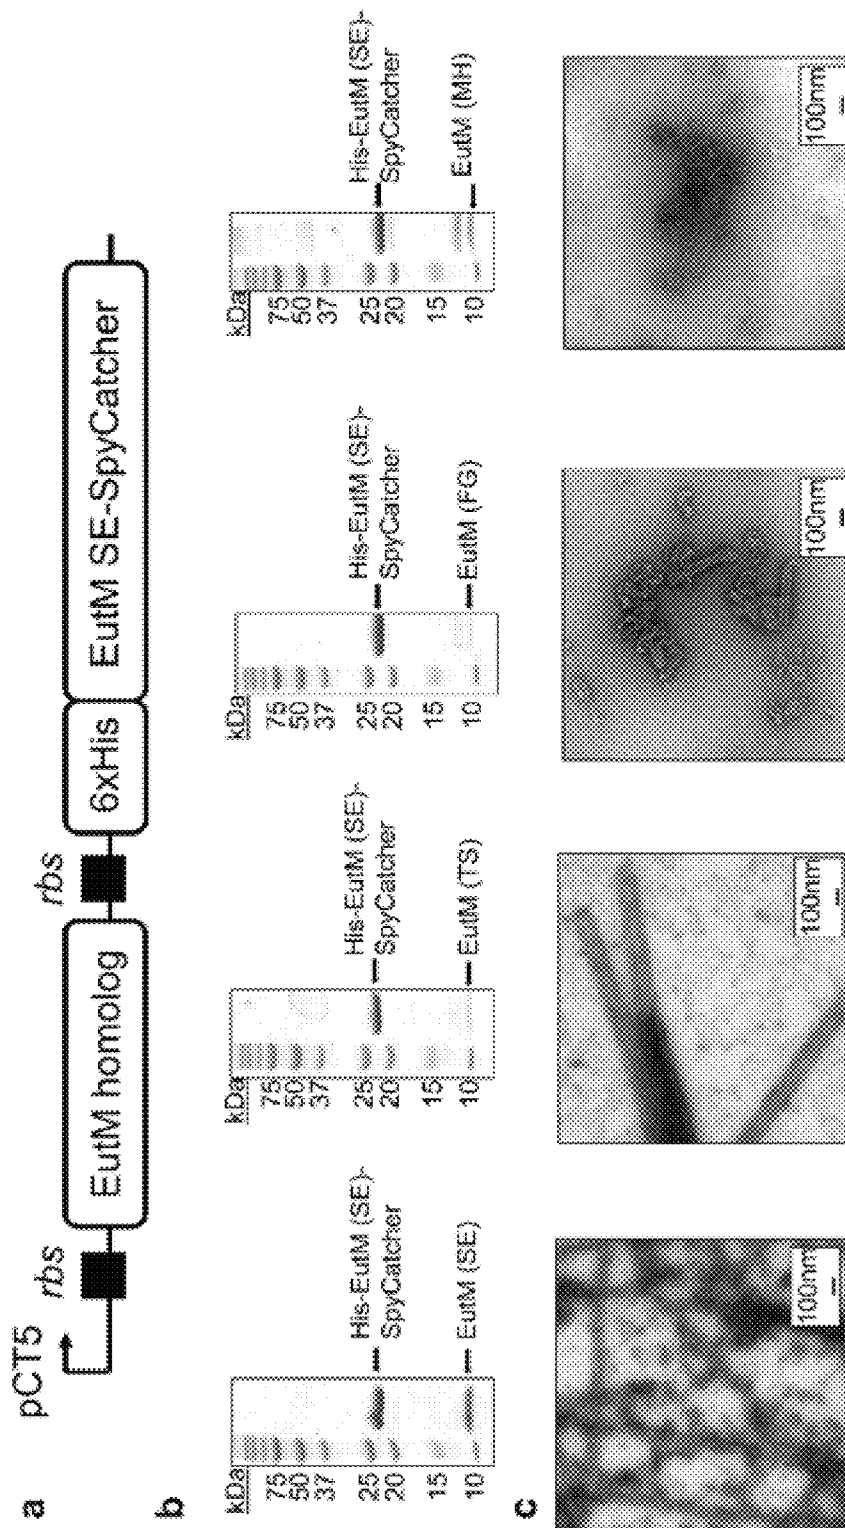 a
pCT5
rbs
EutM homolog
rbs
6xHis
EutM SE-SpyCatcher
b
kDa
75
50
37
25
20
15
10
His-EutM (SE)-
SpyCatcher
EutM (SE)
kDa
75
50
37
25
20
15
10
His-EutM (SE)-
SpyCatcher
EutM (TS)
kDa
75
50
37
25
20
15
10
His-EutM (SE)-
SpyCatcher
EutM (FG)
kDa
75
50
37
25
20
15
10
His-EutM (SE)-
SpyCatcher
EutM (MH)
c
100nm
100nm
100nm
100nm